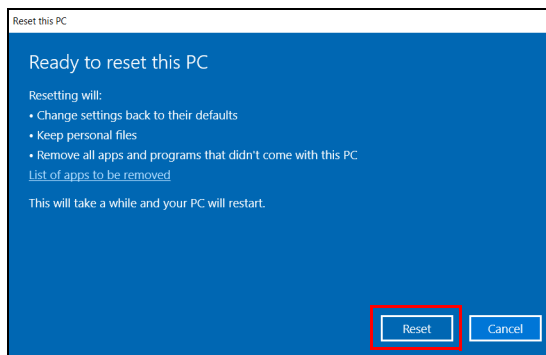 Reset this PC
Ready to reset this PC
Resetting will:
• Change settings back to their defaults
• Keep personal files
• Remove all apps and programs that didn't come with this PC
List of apps to be removed
This will take a while and your PC will restart.
Reset Cancel